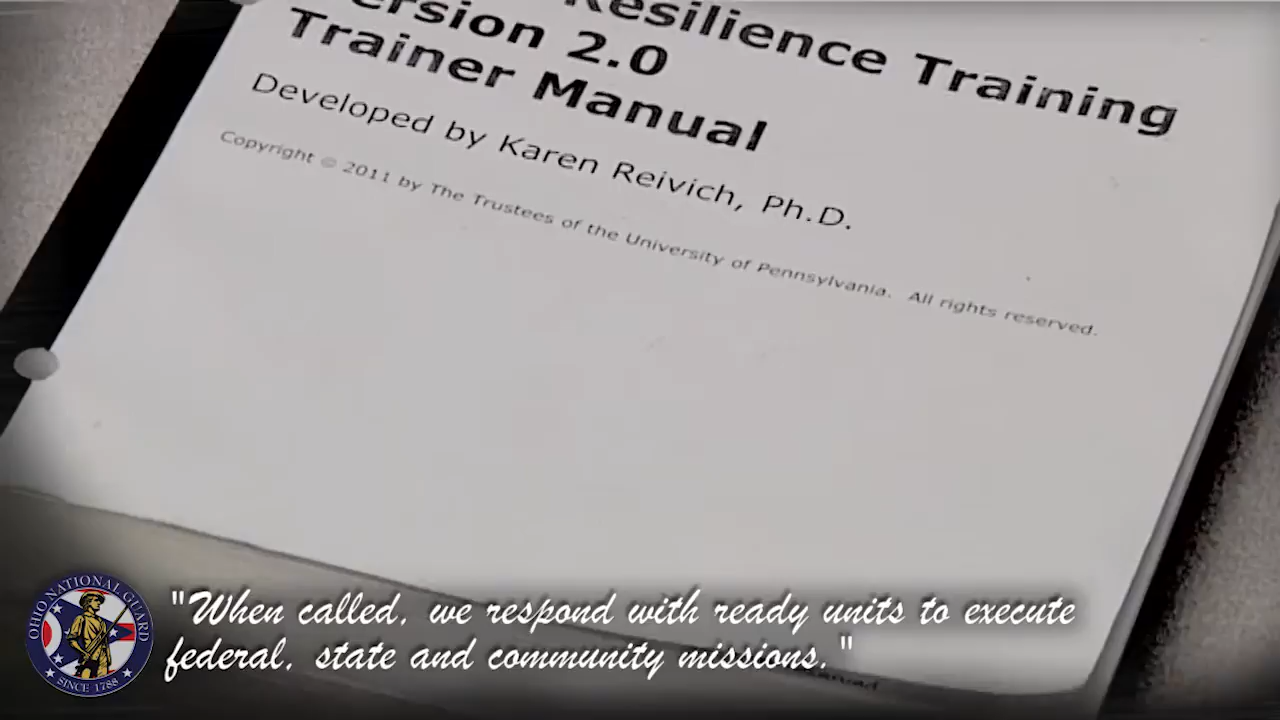 Resilience Training
ersion 2.0
Trainer Manual
Developed by Karen Reivich, Ph.D.
Copyright © 2011 by The Trustees of the University of Pennsylvania. All rights reserved.
OHIO NATIONAL GUARD
SINCE 1788
"When called, we respond with ready units to execute
federal, state and community missions."